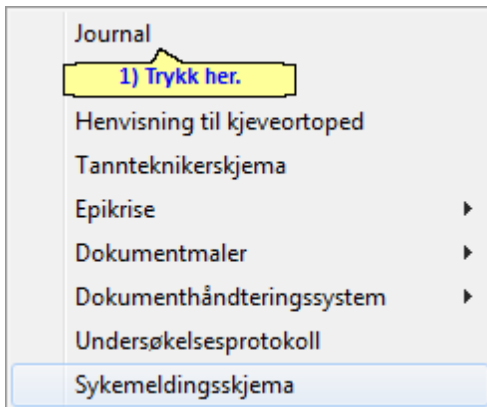 Journal
1) Trykk her.
Henvisning til kjeveortoped
Tannteknikerskjema
Epikrise
Dokumentmaler
Dokumenthåndteringssystem
Undersøkelsesprotokoll
Sykemeldingsskjema